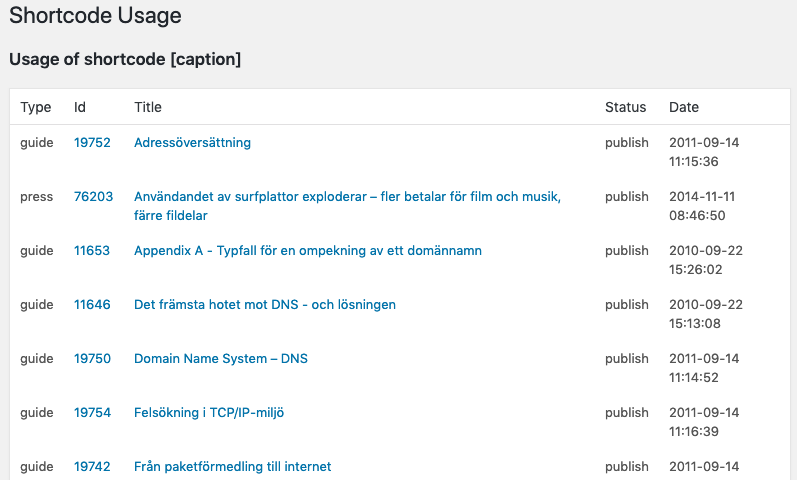 Shortcode Usage
Usage of shortcode [caption]
Type Id Title Status Date
guide 19752 Adressöversättning publish 2011-09-14
11:15:36
press 76203 Användandet av surfplattor exploderar – fler betalar för film och musik, publish 2014-11-11
färre fildelar 08:46:50
guide 11653 Appendix A - Typfall för en ompekning av ett domännamn publish 2010-09-22
15:26:02
guide 11646 Det främsta hotet mot DNS - och lösningen publish 2010-09-22
15:13:08
guide 19750 Domain Name System – DNS publish 2011-09-14
11:14:52
guide 19754 Felsökning i TCP/IP-miljö publish 2011-09-14
11:16:39
guide 19742 Från paketförmedling till internet publish 2011-09-14